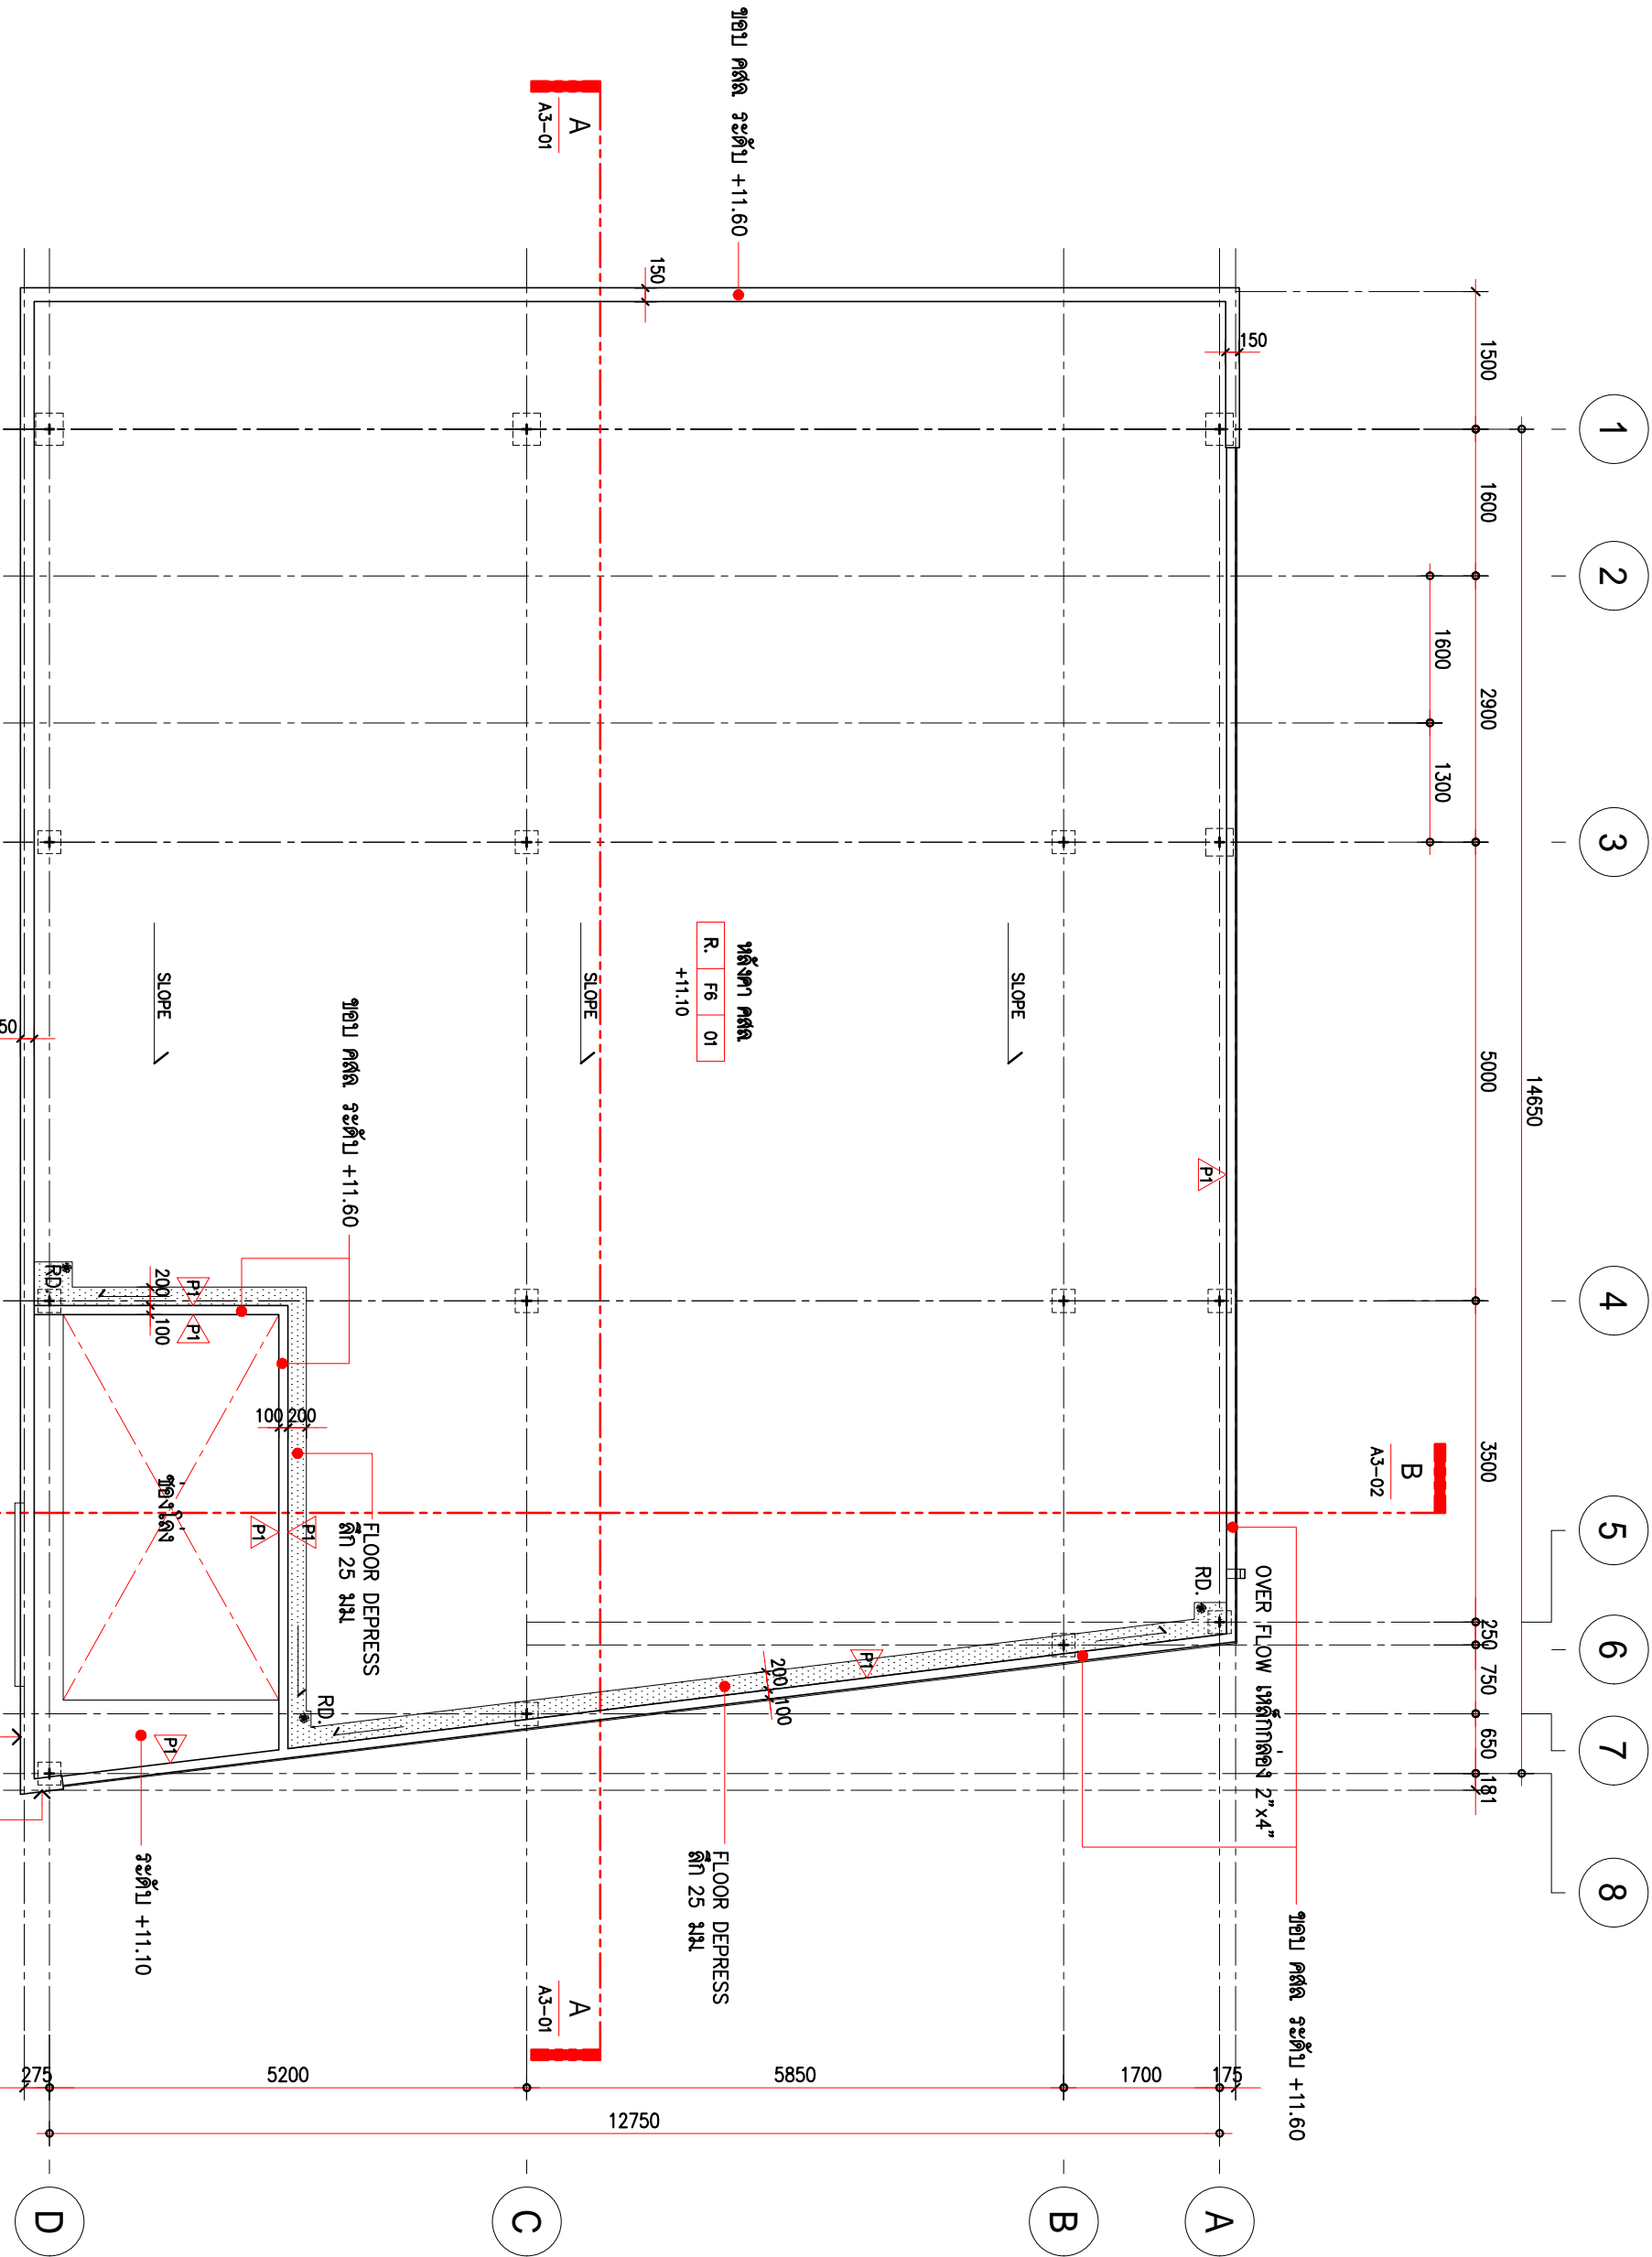 1
2
3
4
5
6
7
8
14650
1500
1600
2900
5000
3500
250
750
650
181
1600
1300
B
A3-02
ขอบ คสล ระดับ +11.60
OVER FLOW เหล็กกล่อง 2"x4"
RD.
150
P1
SLOPE
หลังคา คสล
R. F6 01
+11.10
ขอบ คสล ระดับ +11.60
150
A
A3-01
SLOPE
P1
200
100
FLOOR DEPRESS
ลึก 25 มม
A
A3-01
ขอบ คสล ระดับ +11.60
FLOOR DEPRESS
ลึก 25 มม
RD.
100
200
P1
P1
SLOPE
P1
P1
200
100
RD.
ช่องโล่ง
P1
ระดับ +11.10
50
275
5200
5850
1700
175
12750
D
C
B
A